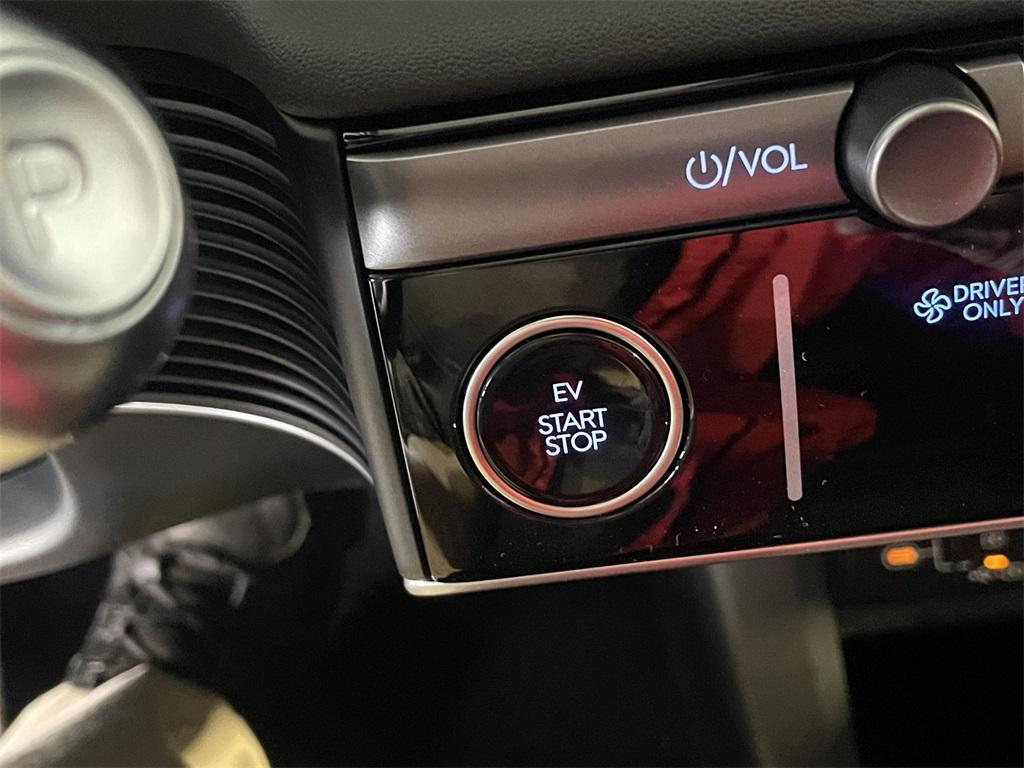 P
⏻/VOL
DRIVER
ONLY
EV
START
STOP